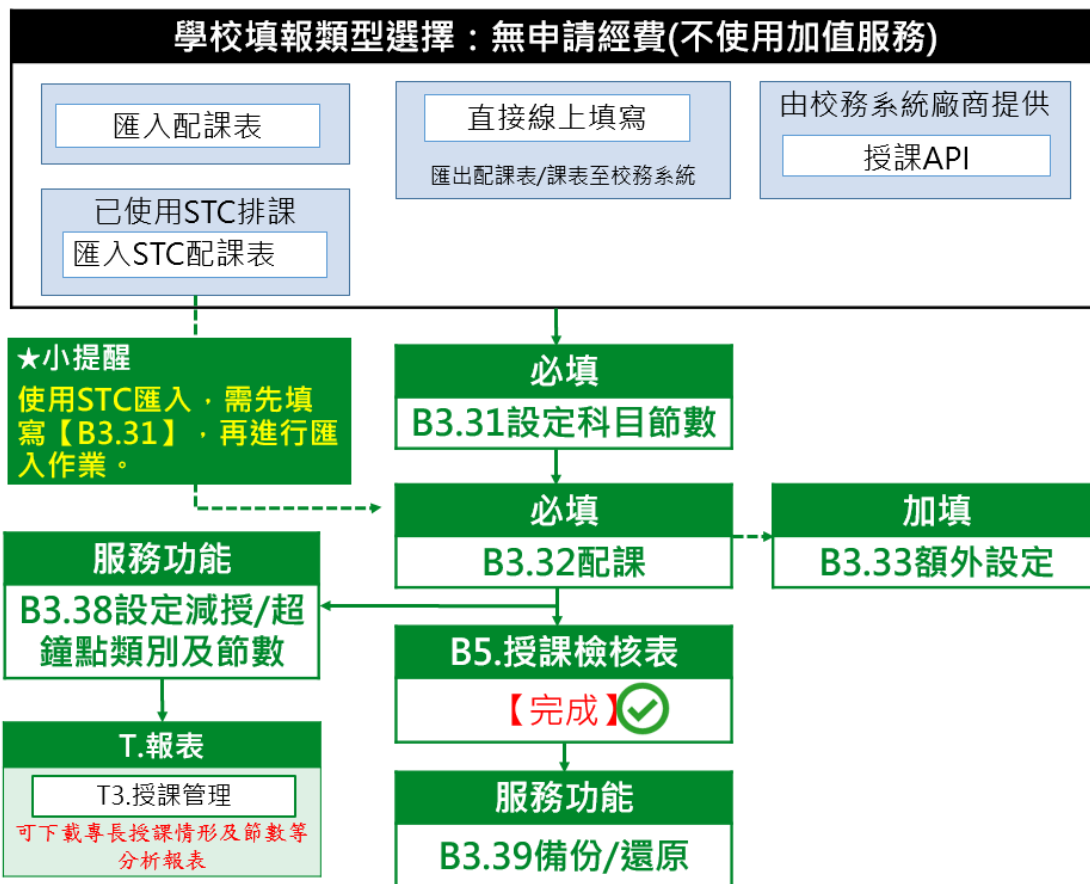 學校填報類型選擇：無申請經費(不使用加值服務)
匯入配課表
直接線上填寫
匯出配課表/課表至校務系統
由校務系統廠商提供
授課API
已使用STC排課
匯入STC配課表
★小提醒
使用STC匯入，需先填
寫【B3.31】，再進行匯
入作業。
必填
B3.31設定科目節數
必填
B3.32配課
加填
B3.33額外設定
服務功能
B3.38設定減授/超
鐘點類別及節數
B5.授課檢核表
【完成】
T.報表
T3.授課管理
可下載專長授課情形及節數等
分析報表
服務功能
B3.39備份/還原